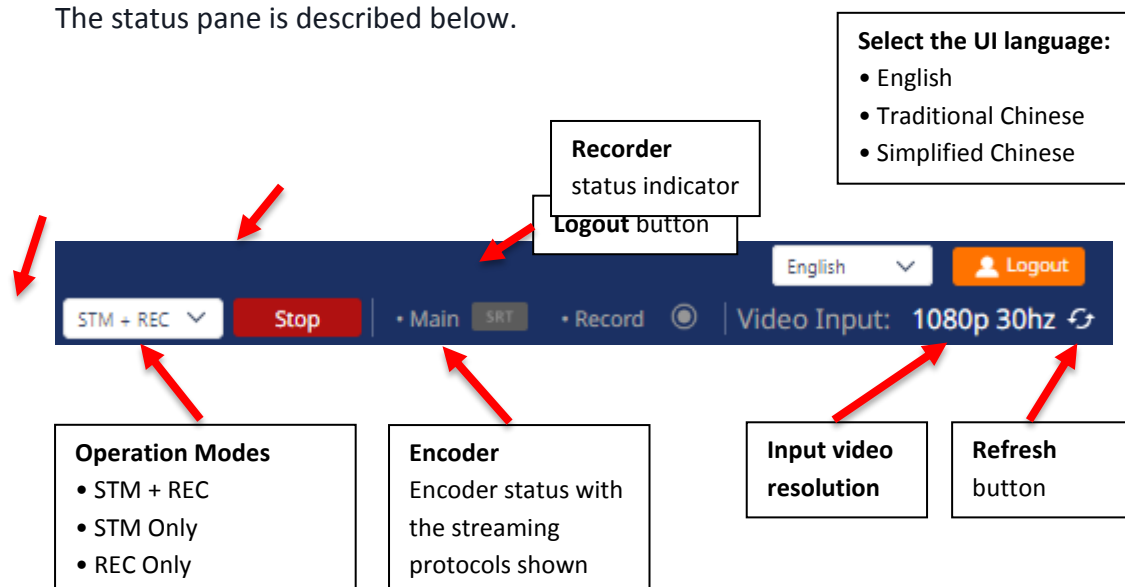 The status pane is described below.
Select the UI language:
• English
• Traditional Chinese
• Simplified Chinese
Recorder
status indicator
Logout button
English
Logout
STM + REC
Stop
• Main SRT
• Record
Video Input: 1080p 30hz
Operation Modes
• STM + REC
• STM Only
• REC Only
Encoder
Encoder status with
the streaming
protocols shown
Input video
resolution
Refresh
button